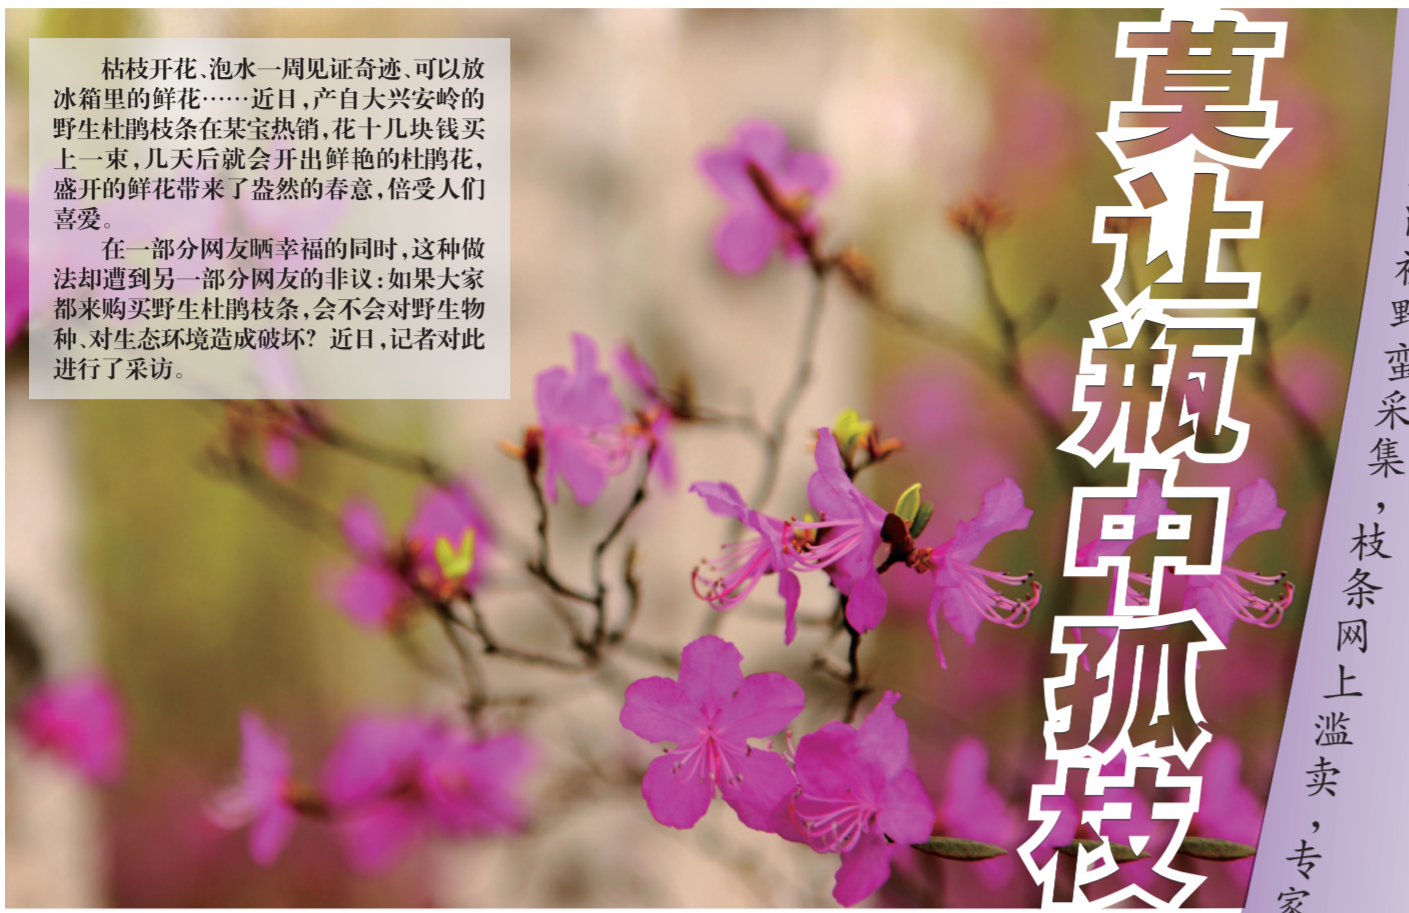 枯枝开花、泡水一周见证奇迹、可以放
冰箱里的鲜花……近日,产自大兴安岭的
野生杜鹃枝条在某宝热销,花十几块钱买
上一束,几天后就会开出鲜艳的杜鹃花,
盛开的鲜花带来了盎然的春意,倍受人们
喜爱。
在一部分网友晒幸福的同时,这种做
法却遭到另一部分网友的非议:如果大家
都来购买野生杜鹃枝条,会不会对野生物
种、对生态环境造成破坏？ 近日,记者对此
进行了采访。
莫让瓶中孤枝
野蛮采集,枝条网上滥卖,专家